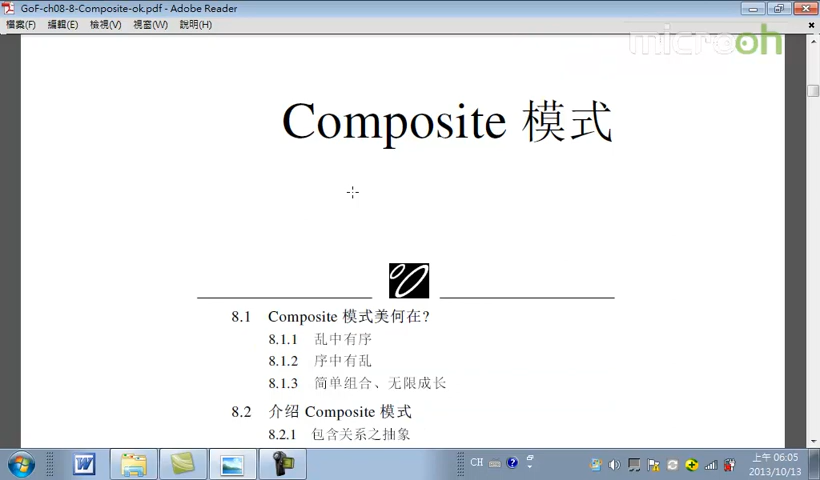 GoF-ch08-8-Composite-ok.pdf - Adobe Reader
檔案(F) 編輯(E) 檢視(V) 視窗(W) 說明(H)
microoh
Composite 模式
8.1 Composite 模式美何在?
8.1.1 乱中有序
8.1.2 序中有乱
8.1.3 简单组合、无限成长
8.2 介绍 Composite 模式
8.2.1 包含关系之抽象
CH
上午 06:05
2013/10/13